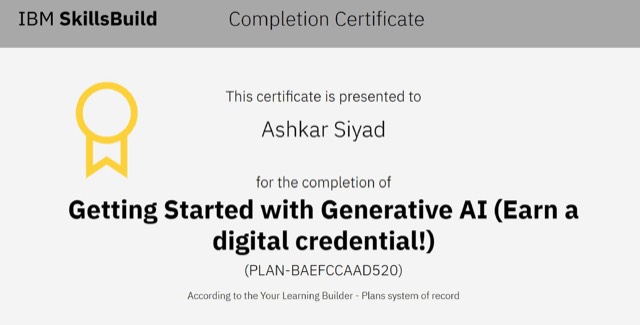 IBM SkillsBuild
Completion Certificate
This certificate is presented to
Ashkar Siyad
for the completion of
Getting Started with Generative AI (Earn a
digital credential!)
(PLAN-BAEFCCAAD520)
According to the Your Learning Builder - Plans system of record